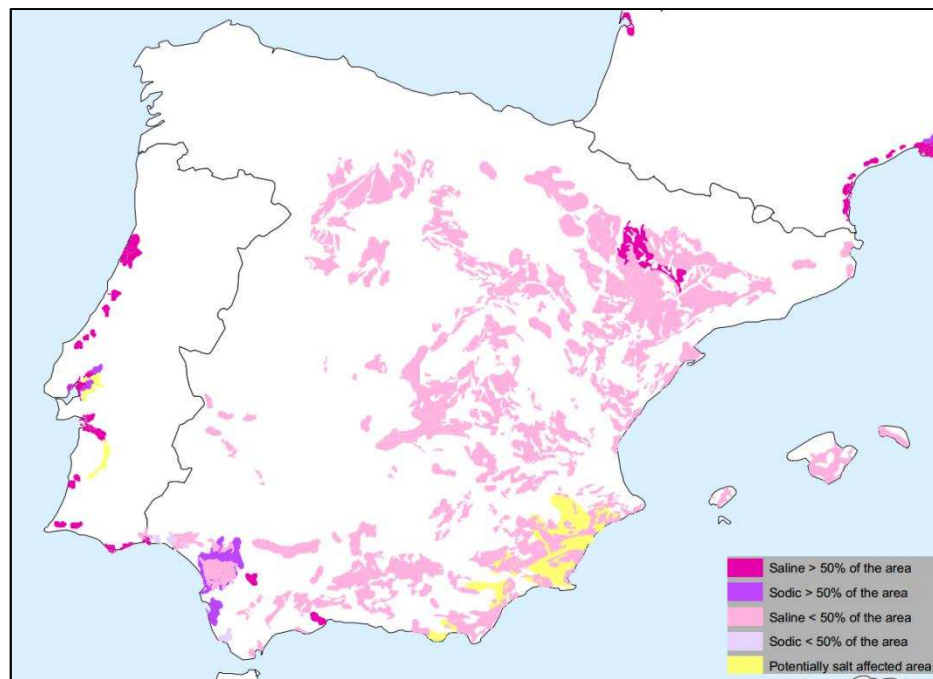 Saline > 50% of the area
Sodic > 50% of the area
Saline < 50% of the area
Sodic < 50% of the area
Potentially salt affected area